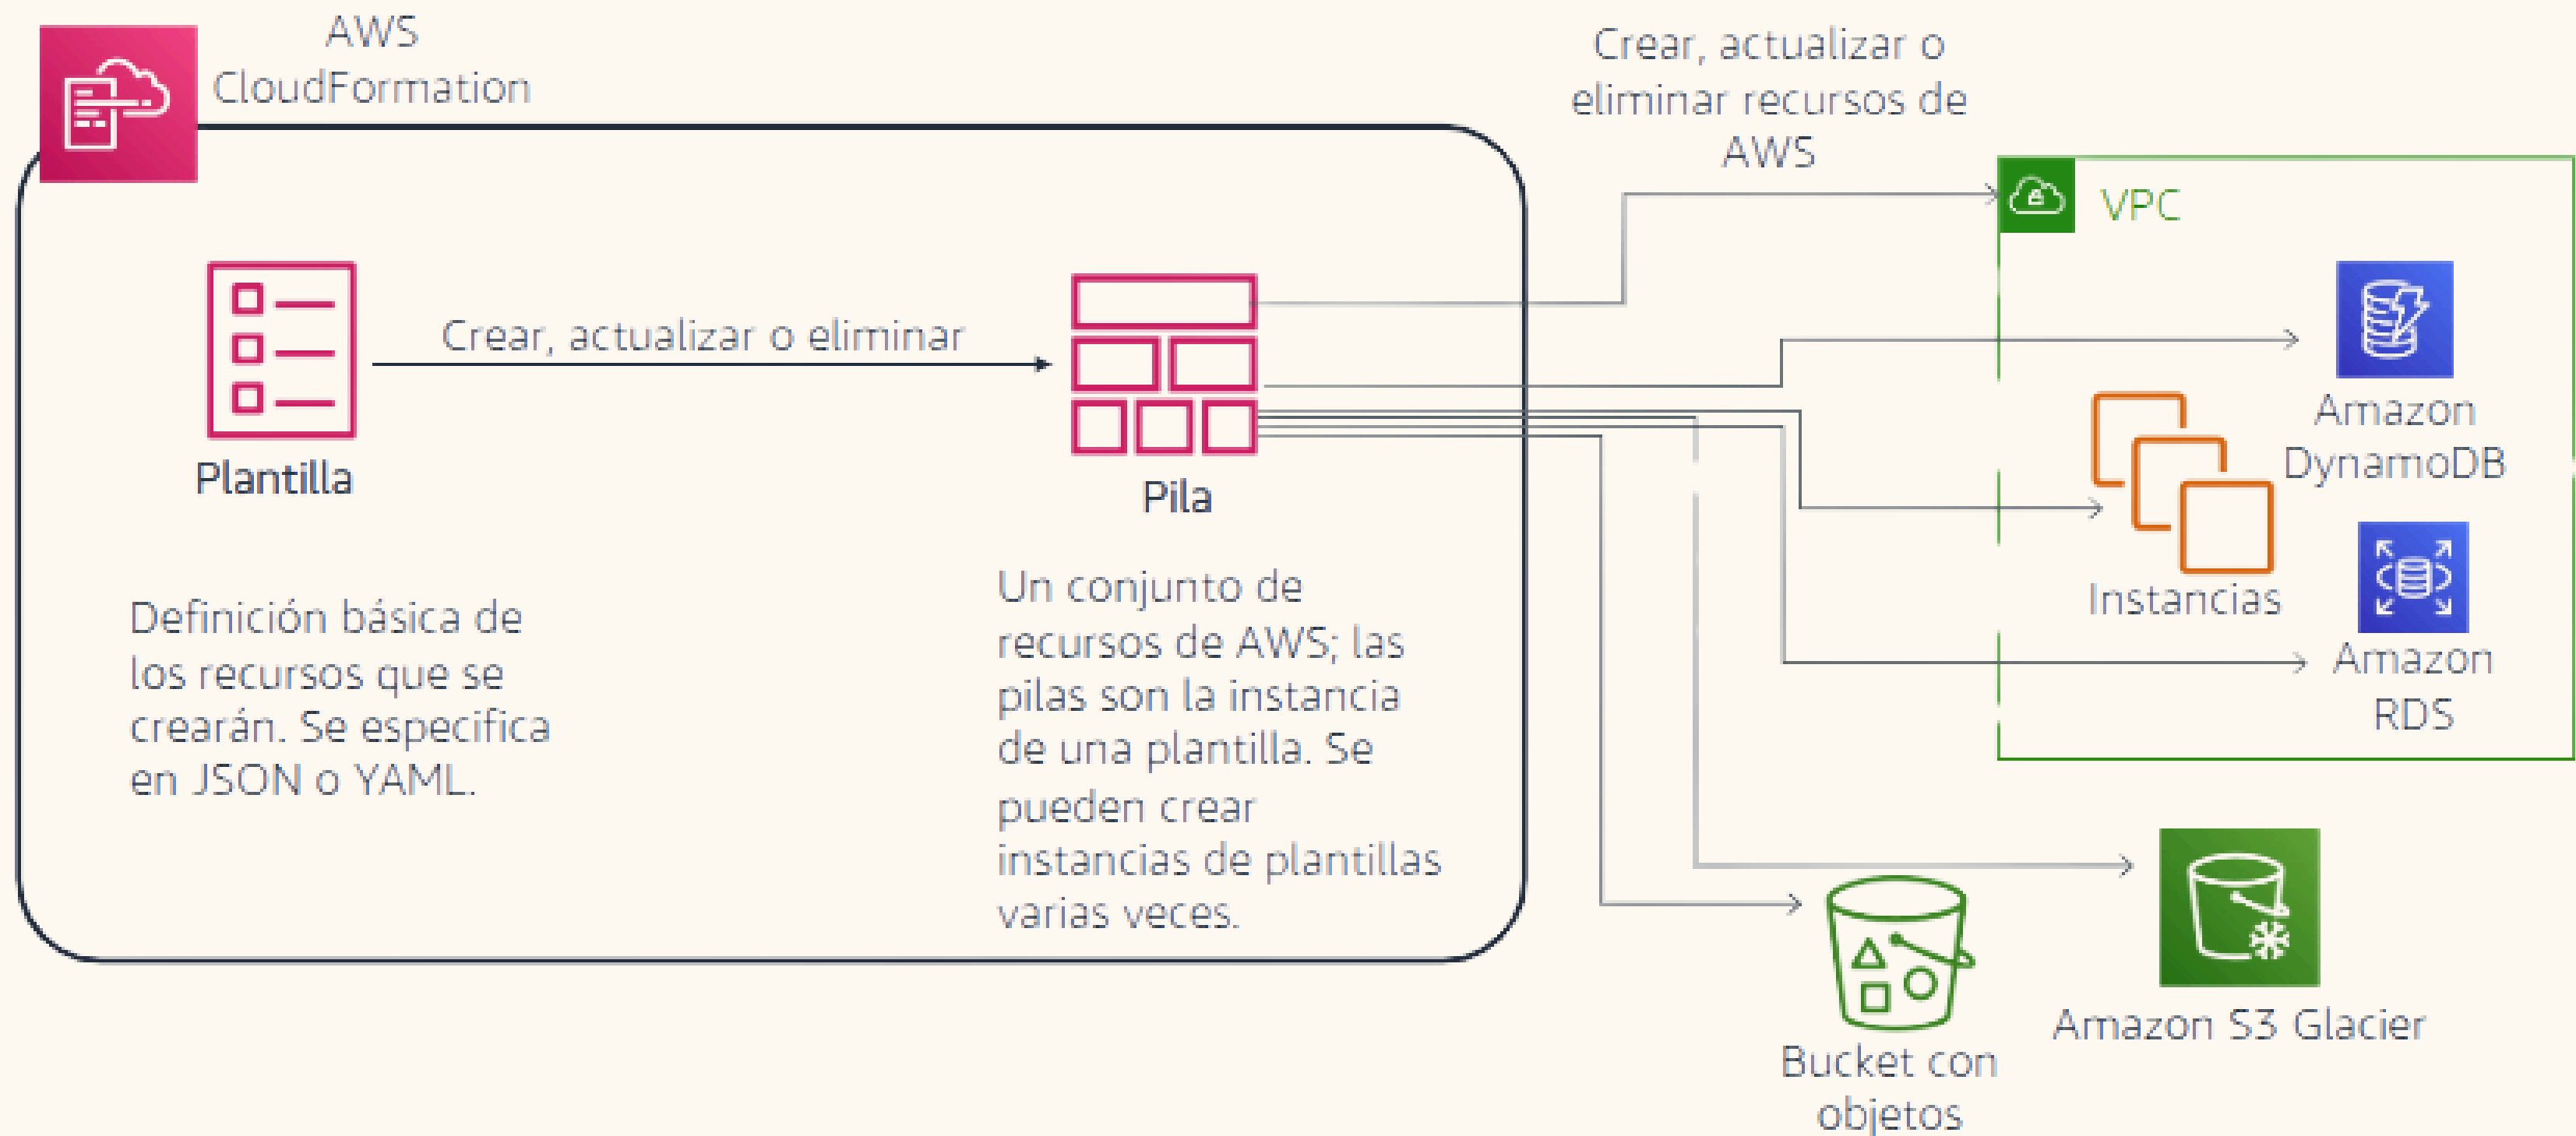 AWS
CloudFormation
Crear, actualizar o
eliminar recursos de
AWS
VPC
Crear, actualizar o eliminar
Plantilla
Pila
Definición básica de
los recursos que se
crearán. Se especifica
en JSON o YAML.
Un conjunto de
recursos de AWS; las
pilas son la instancia
de una plantilla. Se
pueden crear
instancias de plantillas
varias veces.
Amazon
DynamoDB
Instancias
Amazon
RDS
Amazon S3 Glacier
Bucket con
objetos